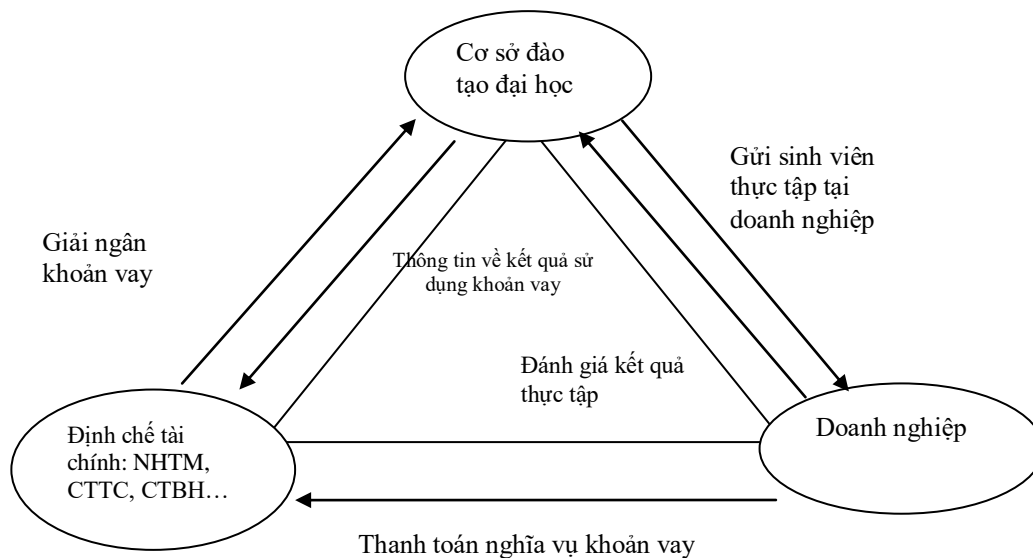 Cơ sở đào
tạo đại học
Gửi sinh viên
thực tập tại
doanh nghiệp
Giải ngân
khoản vay
Thông tin về kết quả sử
dụng khoản vay
Đánh giá kết quả
thực tập
Định chế tài
chính: NHTM,
CTTC, CTBH…
Doanh nghiệp
Thanh toán nghĩa vụ khoản vay